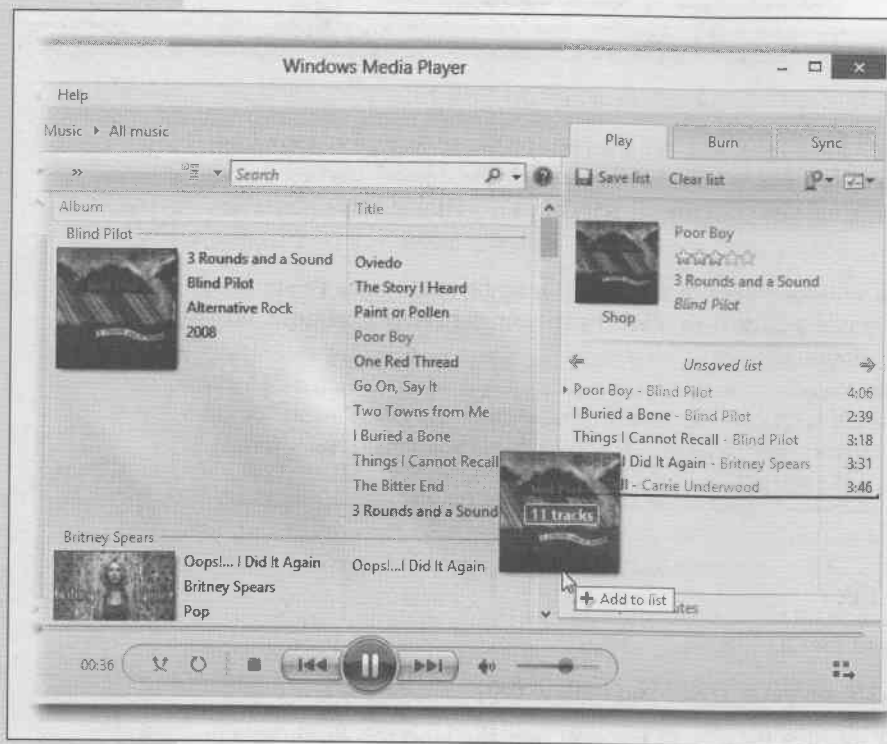 Windows Media Player
Help
Music ▸ All music
Play
Burn
Sync
»
Search
Save list
Clear list
Album
Title
Blind Pilot
3 Rounds and a Sound
Blind Pilot
Alternative Rock
2008
Oviedo
The Story I Heard
Paint or Pollen
Poor Boy
One Red Thread
Go On, Say It
Two Towns from Me
I Buried a Bone
Things I Cannot Recall
The Bitter End
3 Rounds and a Sound
Poor Boy
3 Rounds and a Sound
Blind Pilot
Shop
Unsaved list
Poor Boy - Blind Pilot 4:06
I Buried a Bone - Blind Pilot 2:39
Things I Cannot Recall - Blind Pilot 3:18
I Did It Again - Britney Spears 3:31
- Carrie Underwood 3:46
11 tracks
Add to list
Britney Spears
Oops!... I Did It Again
Britney Spears
Pop
Oops!...I Did It Again
00:36